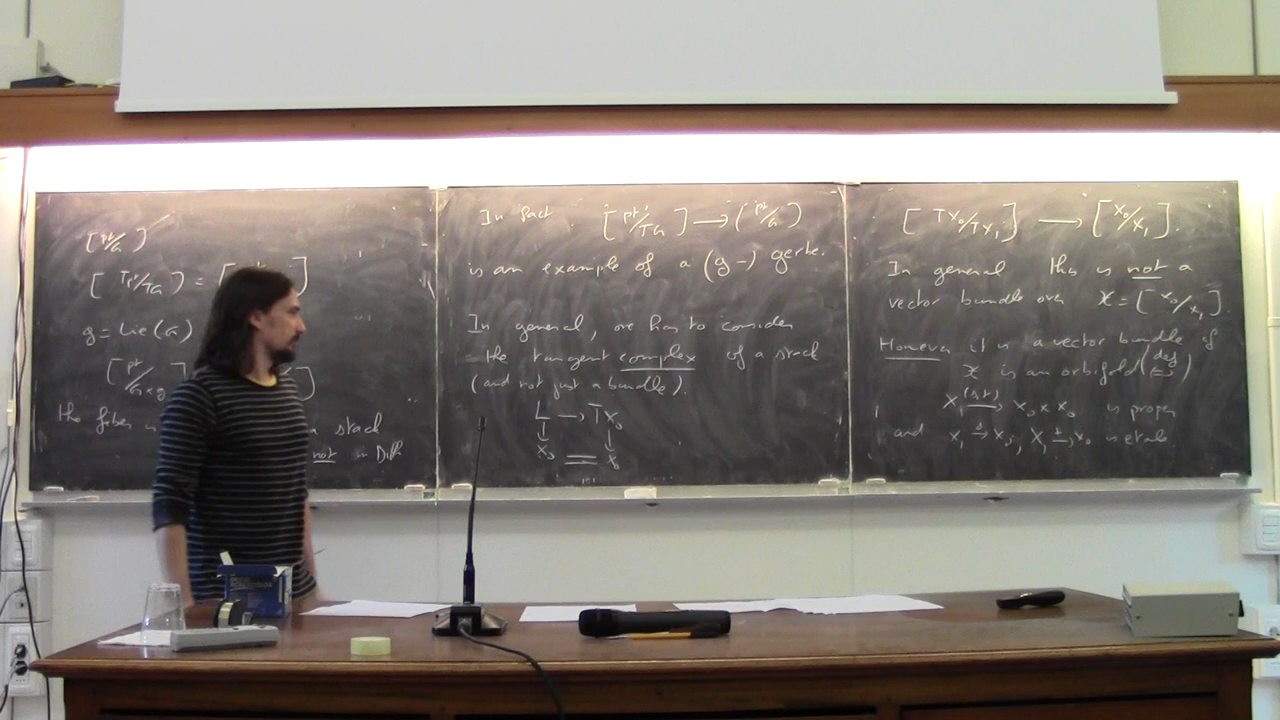 [pt/G]
[Tpt/TG] = [
g = Lie(G)
[pt/G×g
the fiber
a stack
not in Diff
In fact [pt/TG] → [pt/G]
is an example of a (g-) gerbe.
In general, one has to consider
the tangent complex of a stack
(and not just a bundle).
L → TX₀
↓ ↓
X₀ = X₀
[TX₀/TX₁] → [X₀/X₁].
In general this is not a
vector bundle over X = [X₀/X₁].
However it is a vector bundle if
X is an orbifold (def ⇔)
X₁ (s,t)→ X₀ × X₀ is proper
and X₁ s→ X₀, X₁ t→ X₀ is etale.